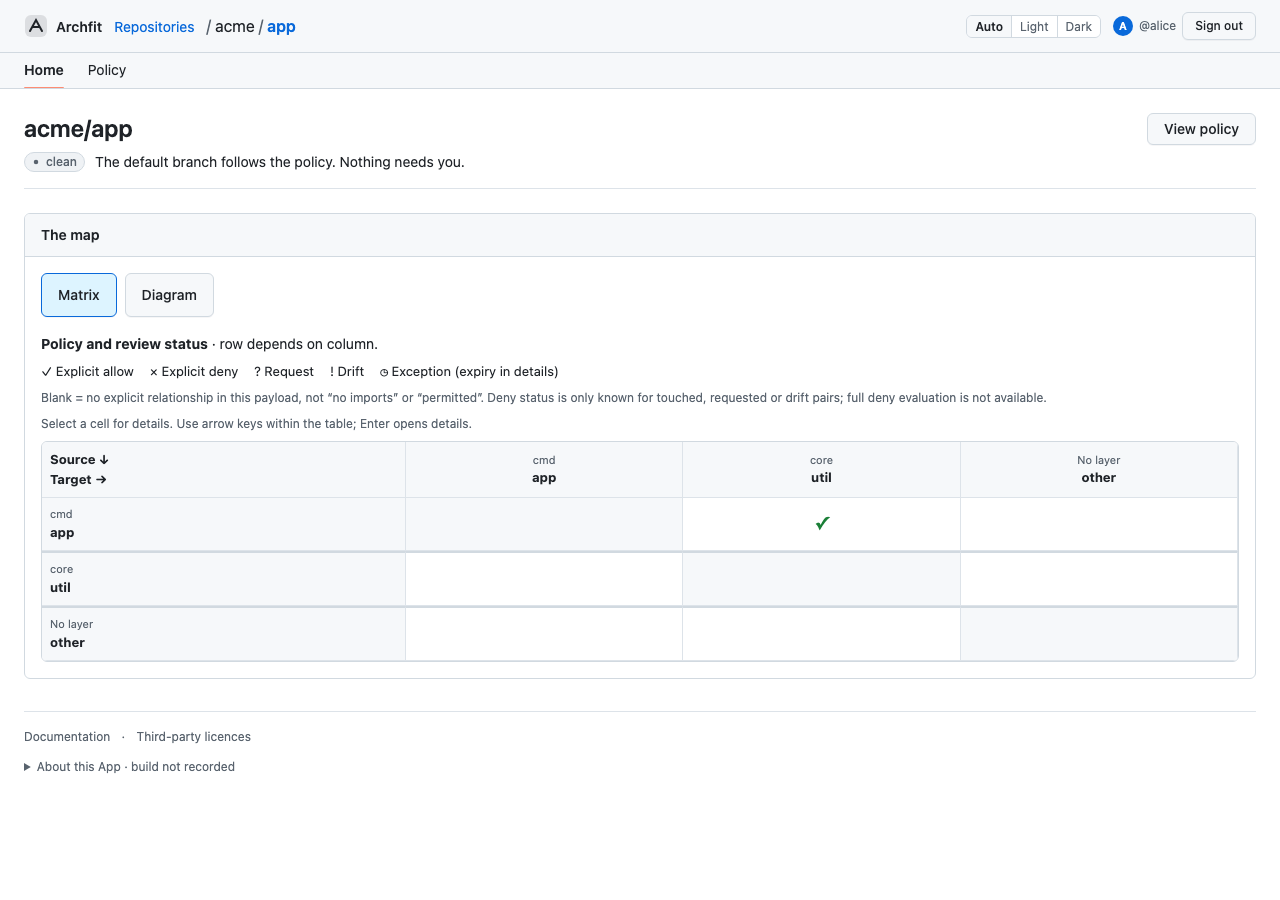 Archfit Repositories / acme / app Auto Light Dark A @alice Sign out
Home Policy
acme/app View policy
• clean The default branch follows the policy. Nothing needs you.
The map
Matrix Diagram
Policy and review status · row depends on column.
✓ Explicit allow × Explicit deny ? Request ! Drift ◷ Exception (expiry in details)
Blank = no explicit relationship in this payload, not “no imports” or “permitted”. Deny status is only known for touched, requested or drift pairs; full deny evaluation is not available.
Select a cell for details. Use arrow keys within the table; Enter opens details.
Source ↓ cmd core No layer
Target → app util other
cmd
app ✓
core
util
No layer
other
Documentation · Third-party licences
▶ About this App · build not recorded